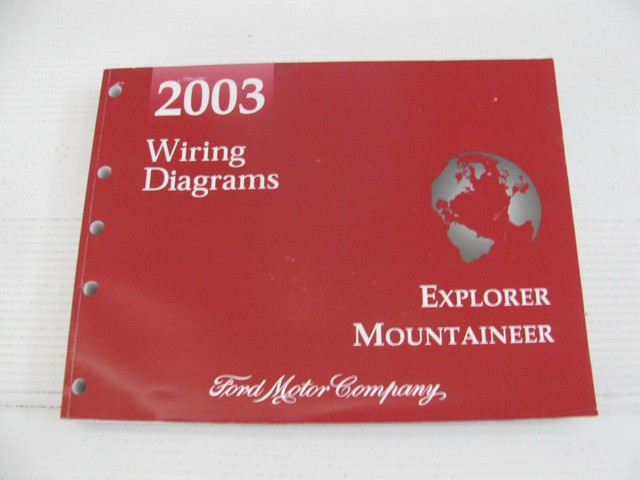 2003
Wiring
Diagrams
EXPLORER
MOUNTAINEER
Ford Motor Company